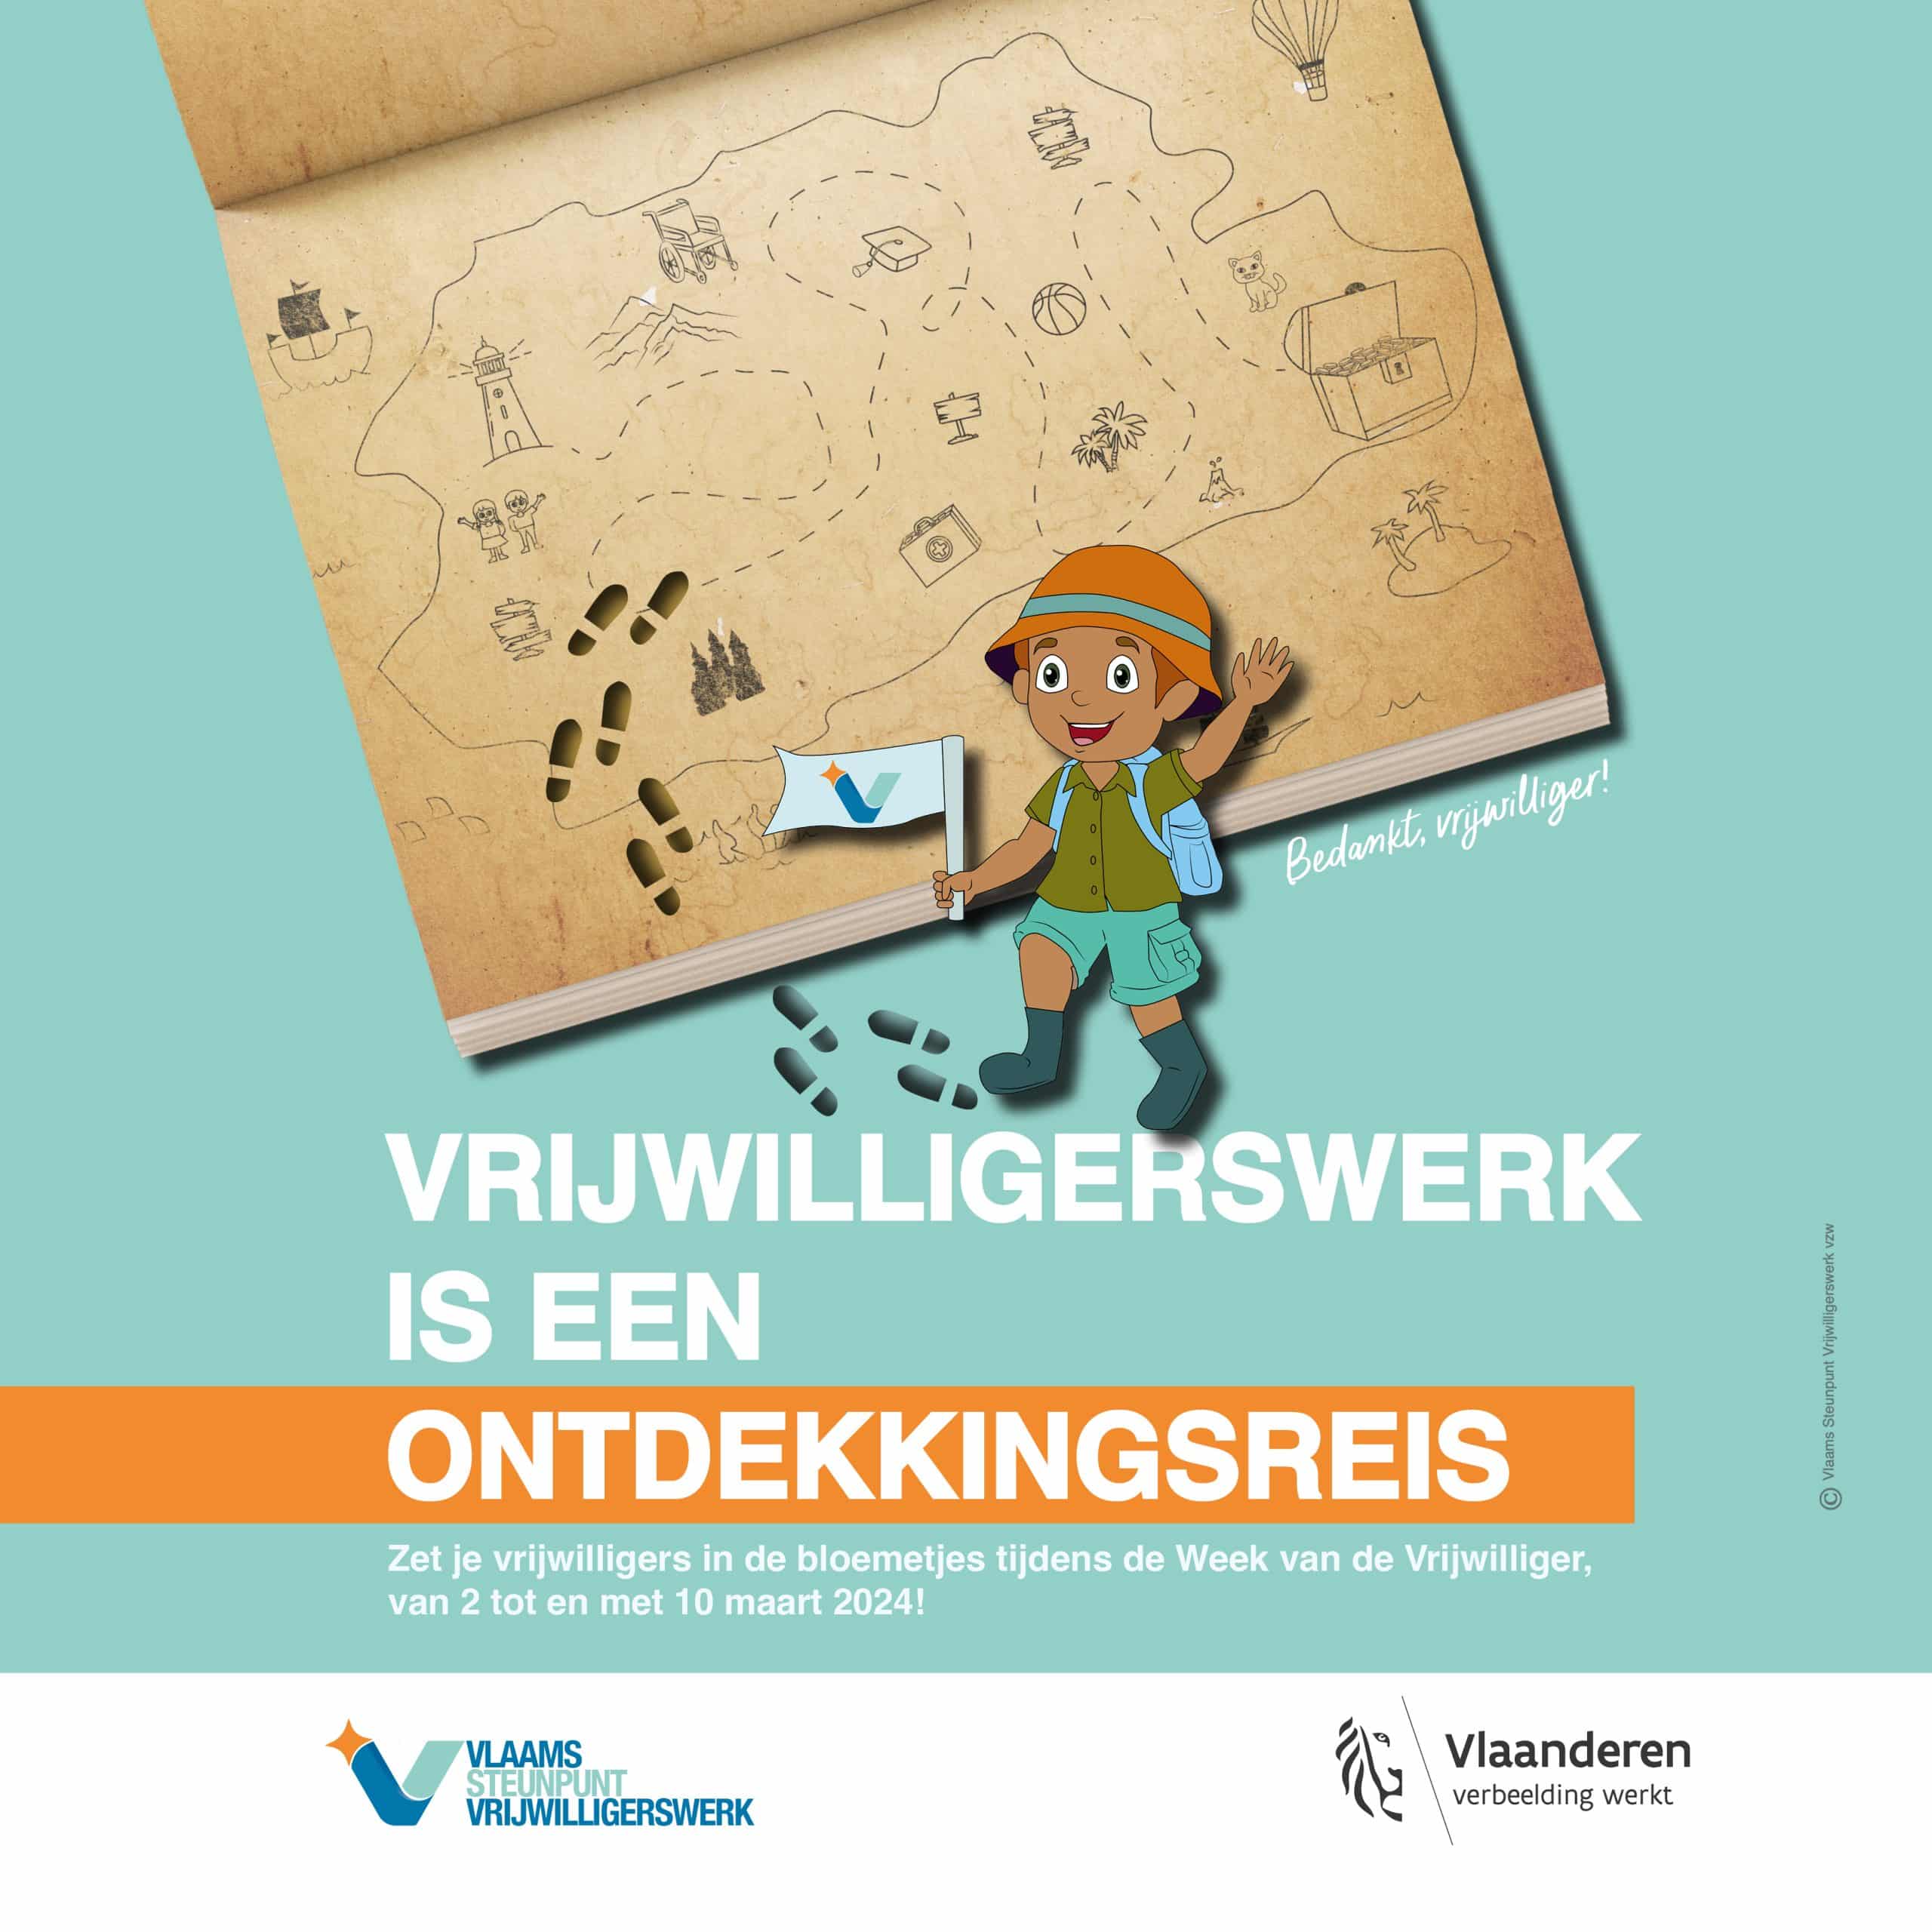 Bedankt, vrijwilliger!
VRIJWILLIGERSWERK
IS EEN
ONTDEKKINGSREIS
Zet je vrijwilligers in de bloemetjes tijdens de Week van de Vrijwilliger,
van 2 tot en met 10 maart 2024!
© Vlaams Steunpunt Vrijwilligerswerk vzw
VLAAMS
STEUNPUNT
VRIJWILLIGERSWERK
Vlaanderen
verbeelding werkt